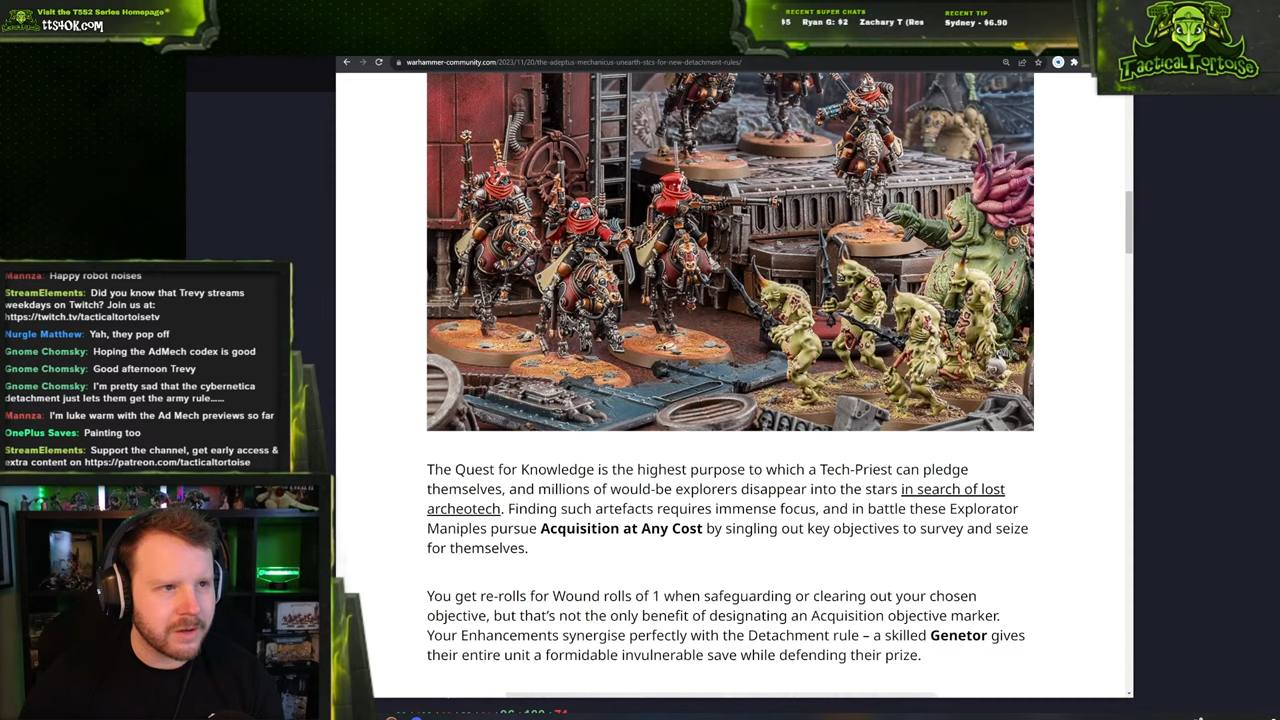 Visit the T5S2 Series Homepage*
tts40k.com
RECENT SUPER CHATS
$5 Ryan G: $2 Zachary T (Res
RECENT TIP
Sydney - $6.90
TacticalTortoise
warhammer-community.com/2023/11/20/the-adeptus-mechanicus-unearth-stcs-for-new-detachment-rules/
Mannza: Happy robot noises
StreamElements: Did you know that Trevy streams
weekdays on Twitch? Join us at:
https://twitch.tv/tacticaltortoisetv
Nurgle Matthew: Yah, they pop off
Gnome Chomsky: Hoping the AdMech codex is good
Gnome Chomsky: Good afternoon Trevy
Gnome Chomsky: I'm pretty sad that the cybernetica
detachment just lets them get the army rule......
Mannza: I'm luke warm with the Ad Mech previews so far
OnePlus Saves: Painting too
StreamElements: Support the channel, get early access &
extra content on https://patreon.com/tacticaltortoise
The Quest for Knowledge is the highest purpose to which a Tech-Priest can pledge
themselves, and millions of would-be explorers disappear into the stars in search of lost
archeotech. Finding such artefacts requires immense focus, and in battle these Explorator
Maniples pursue Acquisition at Any Cost by singling out key objectives to survey and seize
for themselves.
You get re-rolls for Wound rolls of 1 when safeguarding or clearing out your chosen
objective, but that's not the only benefit of designating an Acquisition objective marker.
Your Enhancements synergise perfectly with the Detachment rule – a skilled Genetor gives
their entire unit a formidable invulnerable save while defending their prize.